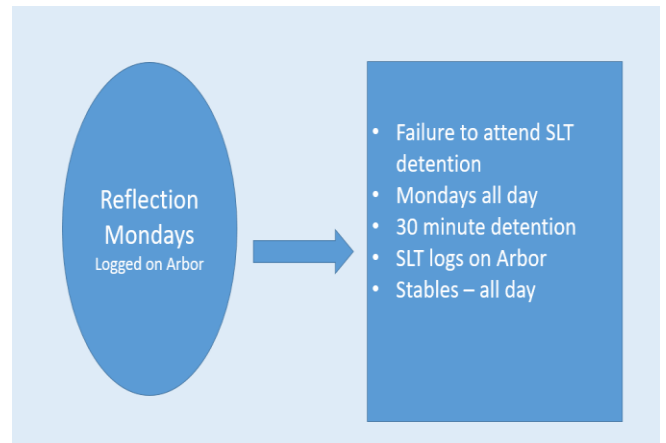 Reflection
Mondays
Logged on Arbor
• Failure to attend SLT
detention
• Mondays all day
• 30 minute detention
• SLT logs on Arbor
• Stables – all day